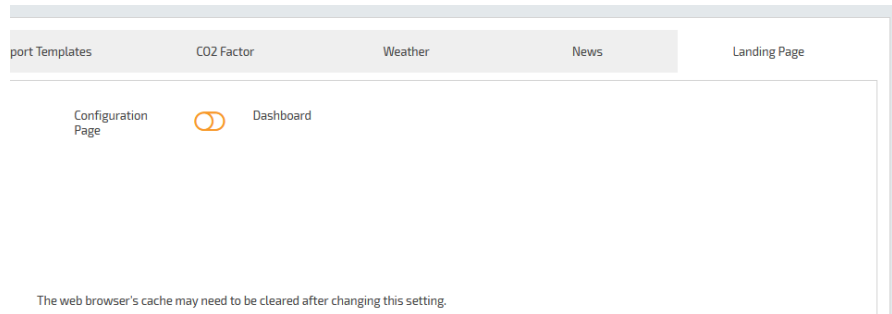 port Templates CO2 Factor Weather News Landing Page
Configuration Dashboard
Page
The web browser's cache may need to be cleared after changing this setting.